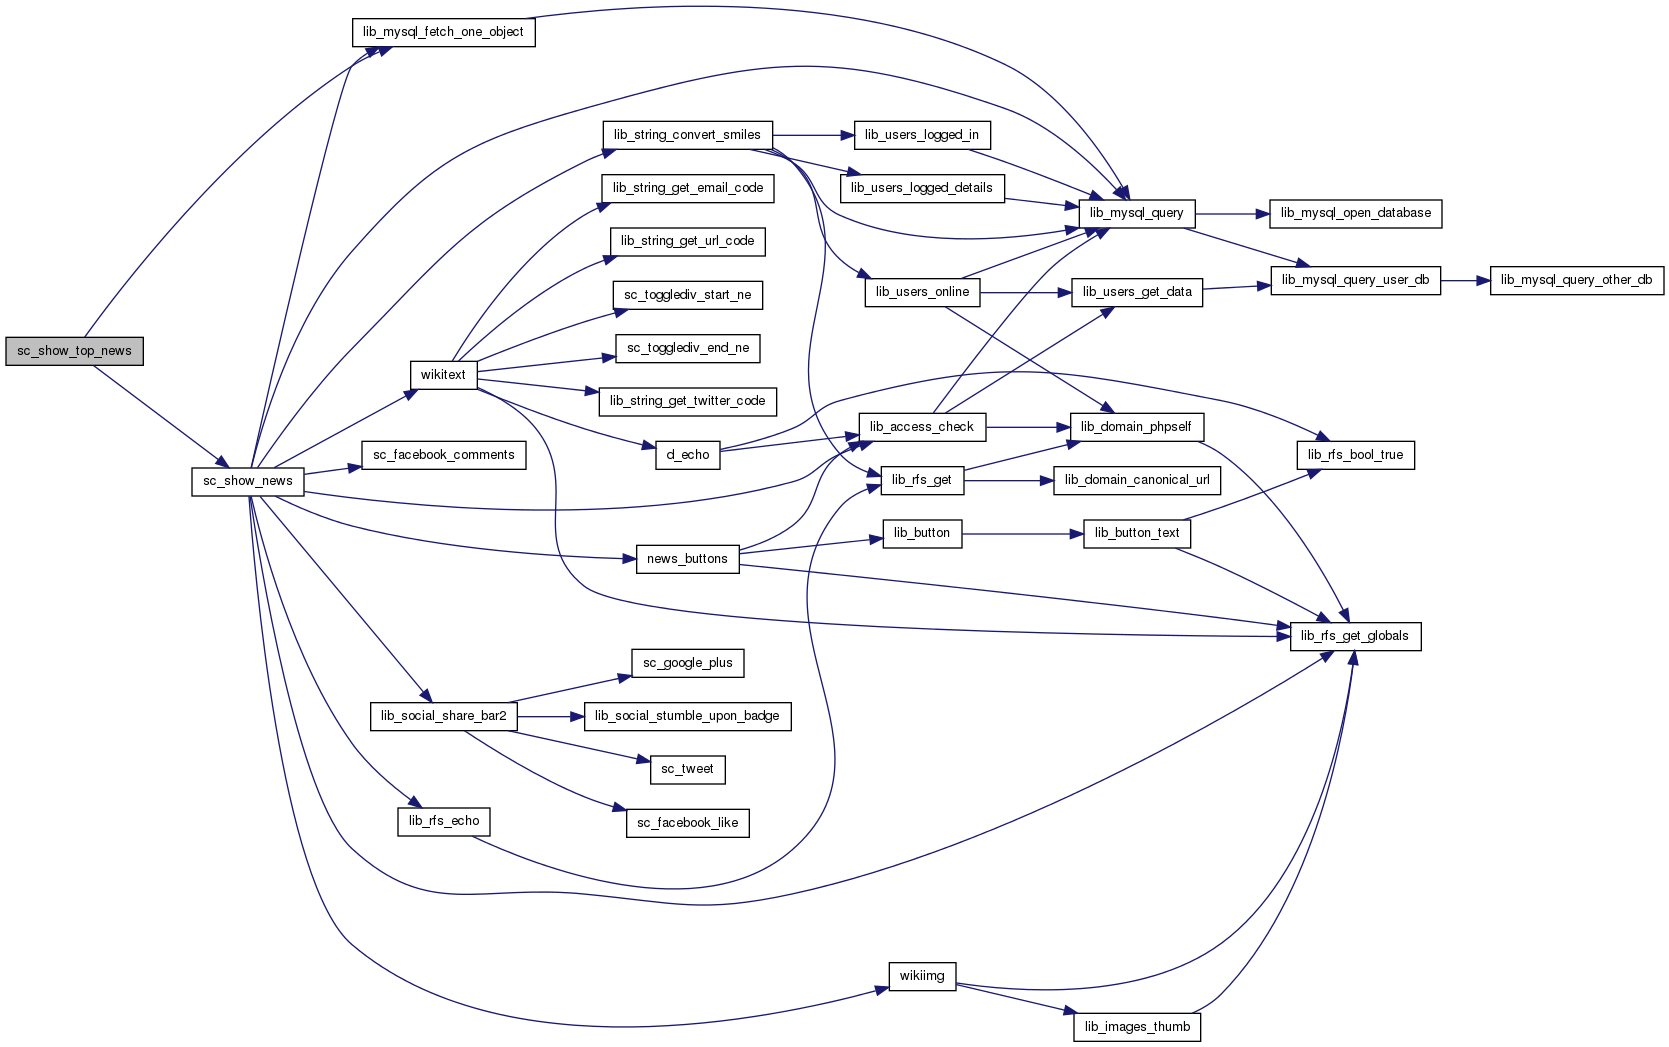 lib_mysql_fetch_one_object
lib_string_convert_smiles
lib_users_logged_in
lib_string_get_email_code
lib_users_logged_details
lib_mysql_query
lib_mysql_open_database
lib_string_get_url_code
sc_togglediv_start_ne
lib_users_online
lib_users_get_data
lib_mysql_query_user_db
lib_mysql_query_other_db
sc_show_top_news
sc_togglediv_end_ne
wikitext
lib_string_get_twitter_code
lib_access_check
lib_domain_phpself
sc_facebook_comments
d_echo
lib_rfs_bool_true
sc_show_news
lib_rfs_get
lib_domain_canonical_url
lib_button
lib_button_text
news_buttons
lib_rfs_get_globals
sc_google_plus
lib_social_share_bar2
lib_social_stumble_upon_badge
sc_tweet
lib_rfs_echo
sc_facebook_like
wikiimg
lib_images_thumb